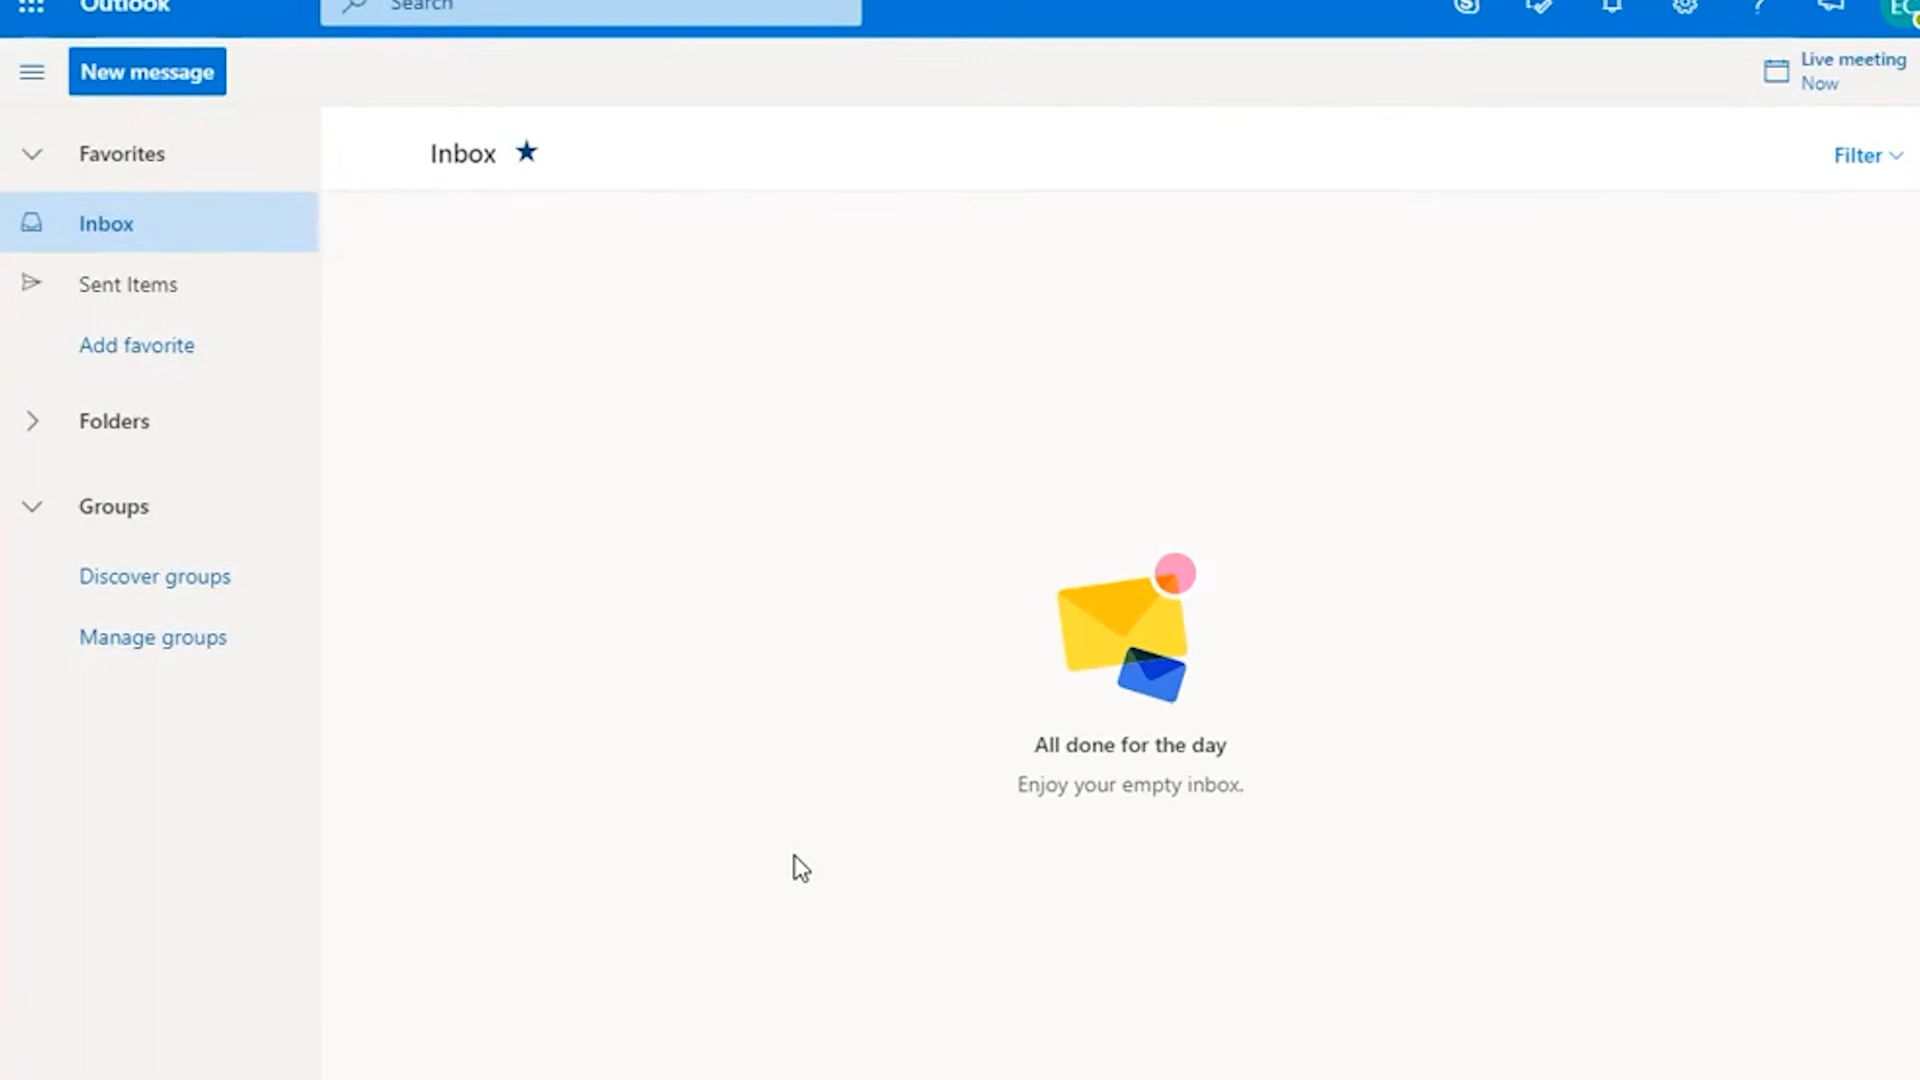 Outlook
Search
EC
New message
Live meeting
Now
Favorites
Inbox
Filter
Inbox
Sent Items
Add favorite
Folders
Groups
Discover groups
Manage groups
All done for the day
Enjoy your empty inbox.